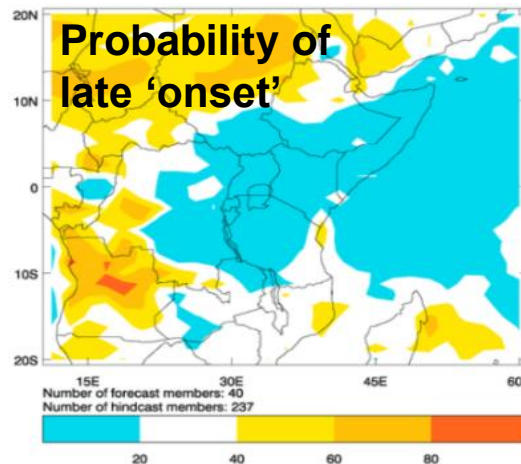 Probability of
late ‘onset’
20N
10N
0
10S
20S
15E 30E 45E 60
Number of forecast members: 40
Number of hindcast members: 237
20 40 60 80